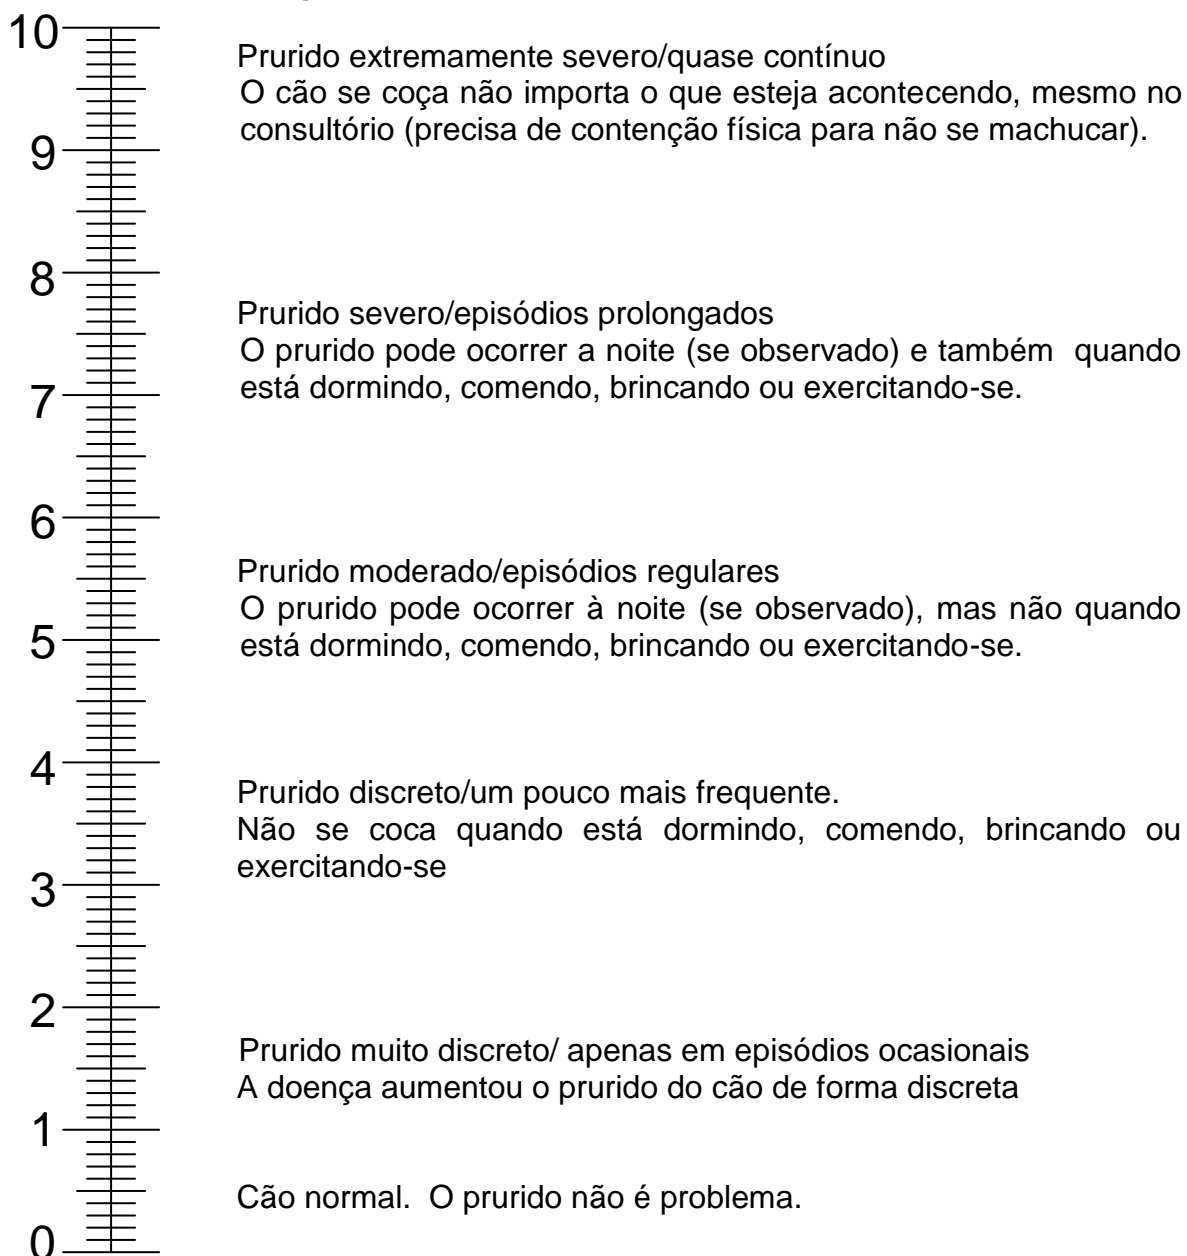 10
Prurido extremamente severo/quase contínuo
O cão se coça não importa o que esteja acontecendo, mesmo no
consultório (precisa de contenção física para não se machucar).
9
8
Prurido severo/episódios prolongados
O prurido pode ocorrer a noite (se observado) e também quando
está dormindo, comendo, brincando ou exercitando-se.
7
6
Prurido moderado/episódios regulares
O prurido pode ocorrer à noite (se observado), mas não quando
está dormindo, comendo, brincando ou exercitando-se.
5
4
Prurido discreto/um pouco mais frequente.
Não se coca quando está dormindo, comendo, brincando ou
exercitando-se
3
2
Prurido muito discreto/ apenas em episódios ocasionais
A doença aumentou o prurido do cão de forma discreta
1
Cão normal. O prurido não é problema.
0